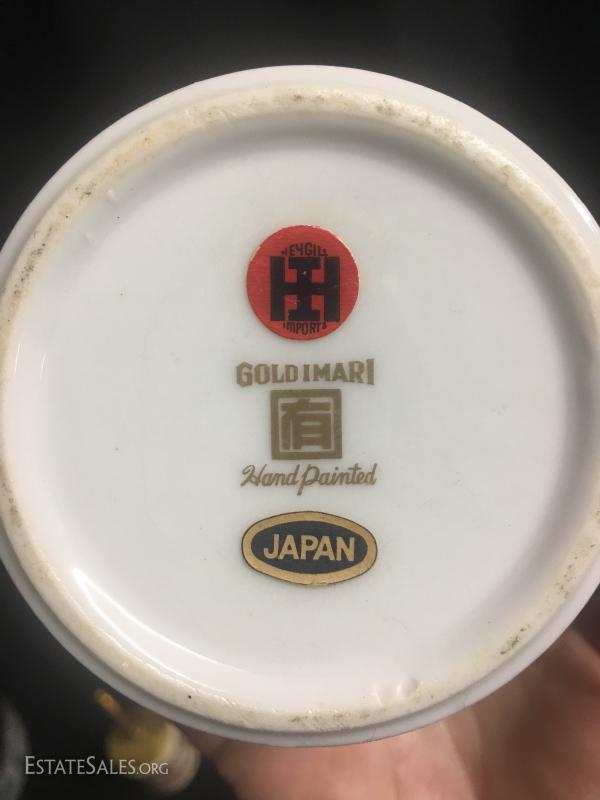 HEYGILL
IMPORTS
GOLD IMARI
有
Hand Painted
JAPAN
ESTATESALES.ORG